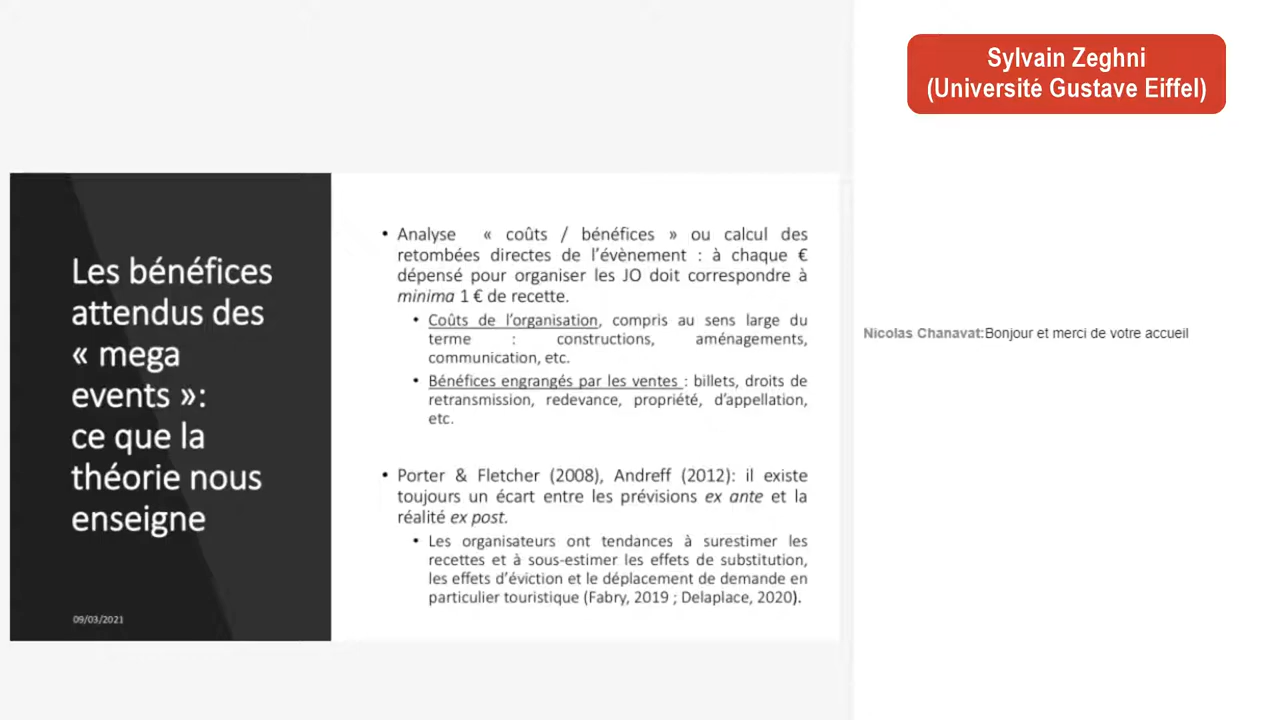 Sylvain Zeghni
(Université Gustave Eiffel)
Les bénéfices
attendus des
« mega
events »:
ce que la
théorie nous
enseigne
09/03/2021
• Analyse « coûts / bénéfices » ou calcul des
retombées directes de l’évènement : à chaque €
dépensé pour organiser les JO doit correspondre à
minima 1 € de recette.
• Coûts de l’organisation, compris au sens large du
terme : constructions, aménagements,
communication, etc.
• Bénéfices engrangés par les ventes : billets, droits de
retransmission, redevance, propriété, d’appellation,
etc.
• Porter & Fletcher (2008), Andreff (2012): il existe
toujours un écart entre les prévisions ex ante et la
réalité ex post.
• Les organisateurs ont tendances à surestimer les
recettes et à sous-estimer les effets de substitution,
les effets d’éviction et le déplacement de demande en
particulier touristique (Fabry, 2019 ; Delaplace, 2020).
Nicolas Chanavat:Bonjour et merci de votre accueil